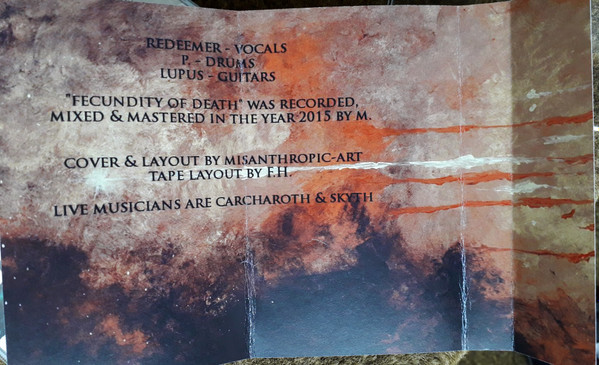 REDEEMER - VOCALS
P. - DRUMS
LUPUS - GUITARS
"FECUNDITY OF DEATH" WAS RECORDED,
MIXED & MASTERED IN THE YEAR 2015 BY M.
COVER & LAYOUT BY MISANTHROPIC-ART
TAPE LAYOUT BY F.H.
LIVE MUSICIANS ARE CARCHAROTH & SKYTH